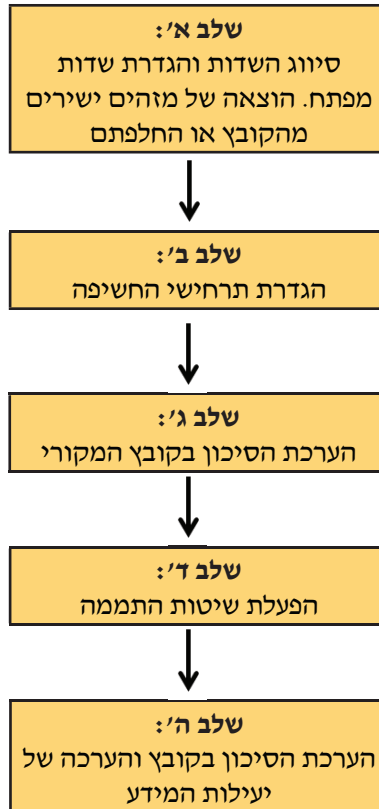 שלב א׳:
סיווג השדות והגדרת שדות
מפתח. הוצאה של מזהים ישירים
מהקובץ או החלפתם
שלב ב׳:
הגדרת תרחישי החשיפה
שלב ג׳:
הערכת הסיכון בקובץ המקורי
שלב ד׳:
הפעלת שיטות התממה
שלב ה׳:
הערכת הסיכון בקובץ והערכה של
יעילות המידע